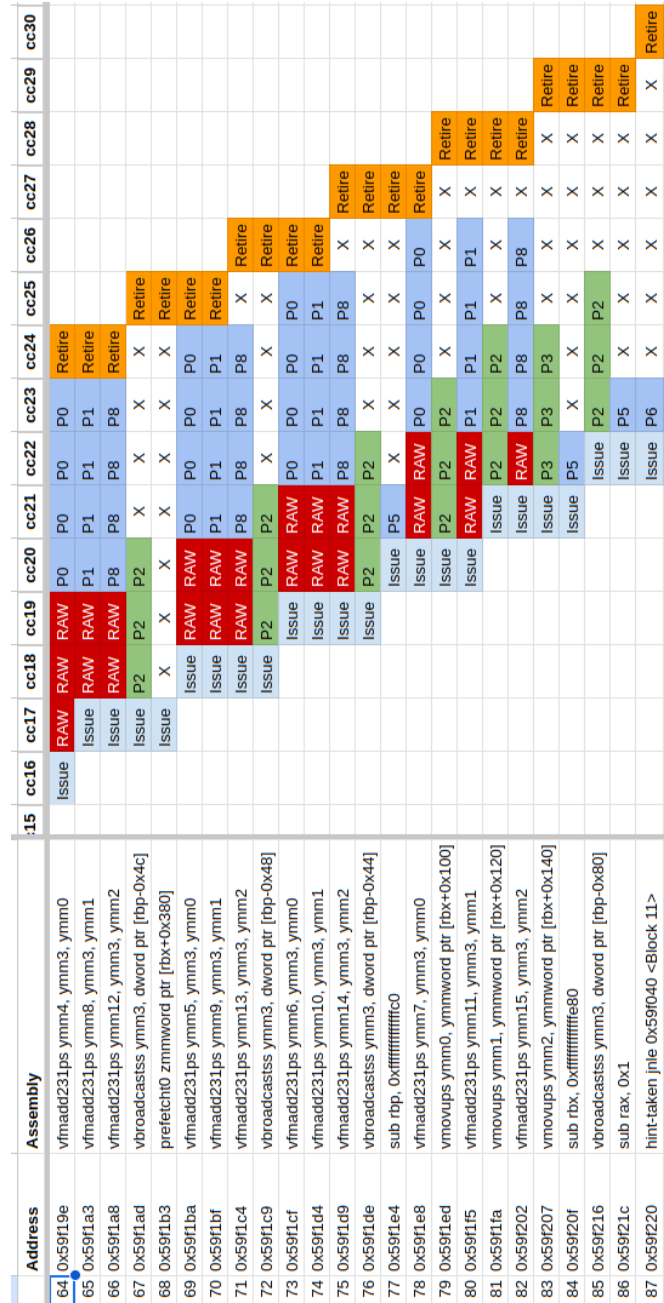 Address Assembly :15 cc16 cc17 cc18 cc19 cc20 cc21 cc22 cc23 cc24 cc25 cc26 cc27 cc28 cc29 cc30
64 0x59f19e vfmadd231ps ymm4, ymm3, ymm0 Issue RAW RAW RAW P0 P0 P0 P0 Retire
65 0x59f1a3 vfmadd231ps ymm8, ymm3, ymm1 Issue RAW RAW P1 P1 P1 P1 Retire
66 0x59f1a8 vfmadd231ps ymm12, ymm3, ymm2 Issue RAW RAW P8 P8 P8 P8 Retire
67 0x59f1ad vbroadcastss ymm3, dword ptr [rbp-0x4c] Issue P2 P2 P2 X X X X Retire
68 0x59f1b3 prefetcht0 zmmword ptr [rbx+0x380] Issue X X X X X X X Retire
69 0x59f1ba vfmadd231ps ymm5, ymm3, ymm0 Issue RAW RAW P0 P0 P0 P0 Retire
70 0x59f1bf vfmadd231ps ymm9, ymm3, ymm1 Issue RAW RAW P1 P1 P1 P1 Retire
71 0x59f1c4 vfmadd231ps ymm13, ymm3, ymm2 Issue RAW RAW P8 P8 P8 P8 X Retire
72 0x59f1c9 vbroadcastss ymm3, dword ptr [rbp-0x48] Issue P2 P2 P2 X X X X Retire
73 0x59f1cf vfmadd231ps ymm6, ymm3, ymm0 Issue RAW RAW P0 P0 P0 P0 Retire
74 0x59f1d4 vfmadd231ps ymm10, ymm3, ymm1 Issue RAW RAW P1 P1 P1 P1 Retire
75 0x59f1d9 vfmadd231ps ymm14, ymm3, ymm2 Issue RAW RAW P8 P8 P8 P8 X Retire
76 0x59f1de vbroadcastss ymm3, dword ptr [rbp-0x44] Issue P2 P2 P2 X X X X Retire
77 0x59f1e4 sub rbp, 0xffffffffffffffc0 Issue P5 X X X X X Retire
78 0x59f1e8 vfmadd231ps ymm7, ymm3, ymm0 Issue RAW RAW P0 P0 P0 P0 Retire
79 0x59f1ed vmovups ymm0, ymmword ptr [rbx+0x100] Issue P2 P2 P2 X X X X Retire
80 0x59f1f5 vfmadd231ps ymm11, ymm3, ymm1 Issue RAW RAW P1 P1 P1 P1 X Retire
81 0x59f1fa vmovups ymm1, ymmword ptr [rbx+0x120] Issue P2 P2 P2 X X X Retire
82 0x59f202 vfmadd231ps ymm15, ymm3, ymm2 Issue RAW P8 P8 P8 P8 X Retire
83 0x59f207 vmovups ymm2, ymmword ptr [rbx+0x140] Issue P3 P3 P3 X X X X Retire
84 0x59f20f sub rbx, 0xfffffffffffffe80 Issue P5 X X X X X X Retire
85 0x59f216 vbroadcastss ymm3, dword ptr [rbp-0x80] Issue P2 P2 P2 X X X Retire
86 0x59f21c sub rax, 0x1 Issue P5 X X X X X Retire
87 0x59f220 hint-taken jnle 0x59f040 <Block 11> Issue P6 X X X X X X Retire